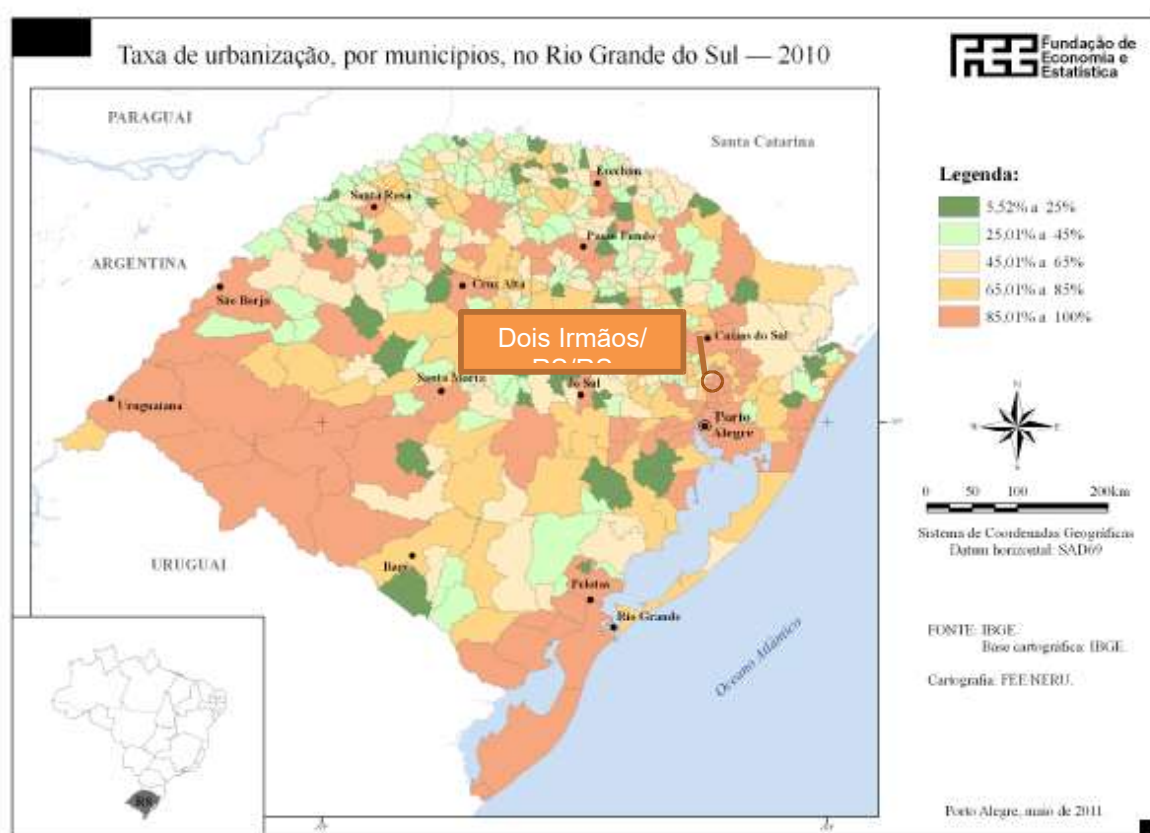 Taxa de urbanização, por municípios, no Rio Grande do Sul — 2010
Fundação de
Economia e
Estatística
PARAGUAI
Santa Catarina
Erechim
Santa Rosa
Passo Fundo
ARGENTINA
Cruz Alta
São Borja
Caxias do Sul
Dois Irmãos/
Santa Maria
do Sul
Uruguaiana
Porto
Alegre
URUGUAI
Bagé
Pelotas
Rio Grande
Oceano Atlântico
RS
Legenda:
5,52% a 25%
25,01% a 45%
45,01% a 65%
65,01% a 85%
85,01% a 100%
N
0 50 100 200km
Sistema de Coordenadas Geográficas
Datum horizontal: SAD69
FONTE: IBGE.
Base cartográfica: IBGE.
Cartografia: FEE/NERU.
Porto Alegre, maio de 2011